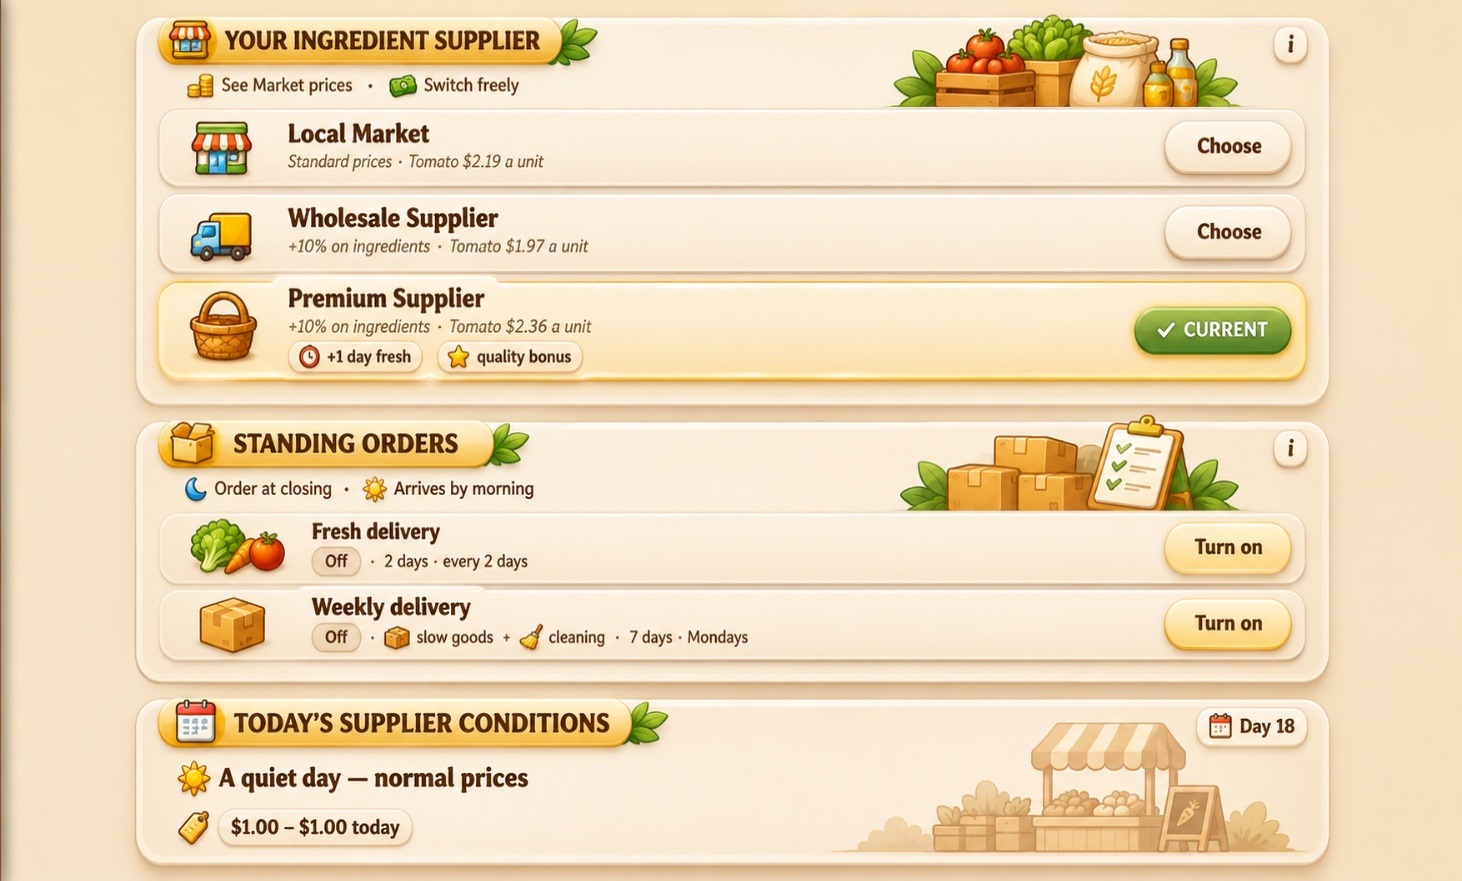 YOUR INGREDIENT SUPPLIER
i
See Market prices • Switch freely
Local Market
Standard prices · Tomato $2.19 a unit
Choose
Wholesale Supplier
+10% on ingredients · Tomato $1.97 a unit
Choose
Premium Supplier
+10% on ingredients · Tomato $2.36 a unit
+1 day fresh
quality bonus
CURRENT
STANDING ORDERS
i
Order at closing • Arrives by morning
Fresh delivery
Off · 2 days · every 2 days
Turn on
Weekly delivery
Off · slow goods + cleaning · 7 days · Mondays
Turn on
TODAY'S SUPPLIER CONDITIONS
Day 18
A quiet day — normal prices
$1.00 – $1.00 today